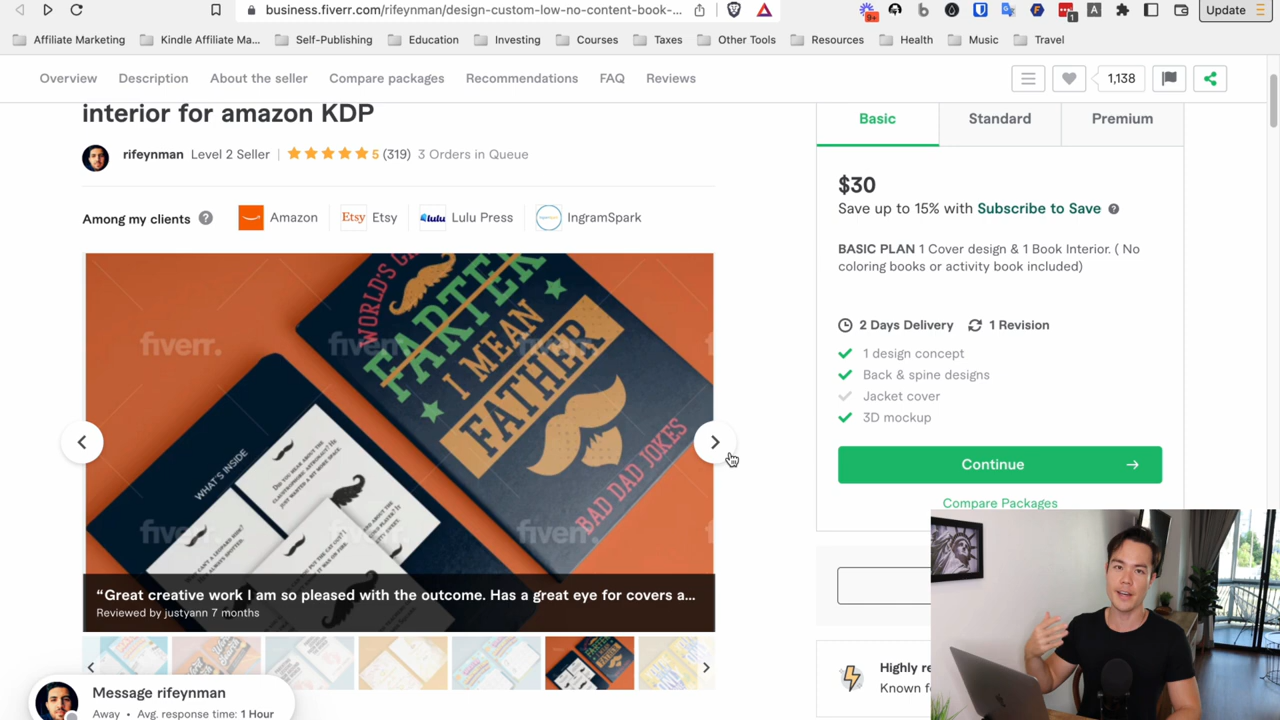 business.fiverr.com/rifeynman/design-custom-low-no-content-book-...
9+
1
A
Update
Affiliate Marketing
Kindle Affiliate Ma...
Self-Publishing
Education
Investing
Courses
Taxes
Other Tools
Resources
Health
Music
Travel
Overview
Description
About the seller
Compare packages
Recommendations
FAQ
Reviews
1,138
interior for amazon KDP
rifeynman Level 2 Seller 5 (319) 3 Orders in Queue
Among my clients ?
Amazon
Etsy Etsy
lulu Lulu Press
IngramSpark
WORLD'S
FARTER
I MEAN
FATHER
BAD DAD JOKES
WHAT'S INSIDE
fiverr.
fiverr.
fiverr.
fiverr.
“Great creative work I am so pleased with the outcome. Has a great eye for covers a...
Reviewed by justyann 7 months
Message rifeynman
Away • Avg. response time: 1 Hour
Basic
Standard
Premium
$30
Save up to 15% with Subscribe to Save ?
BASIC PLAN 1 Cover design & 1 Book Interior. ( No
coloring books or activity book included)
2 Days Delivery
1 Revision
1 design concept
Back & spine designs
Jacket cover
3D mockup
Continue
Compare Packages
Highly re
Known f